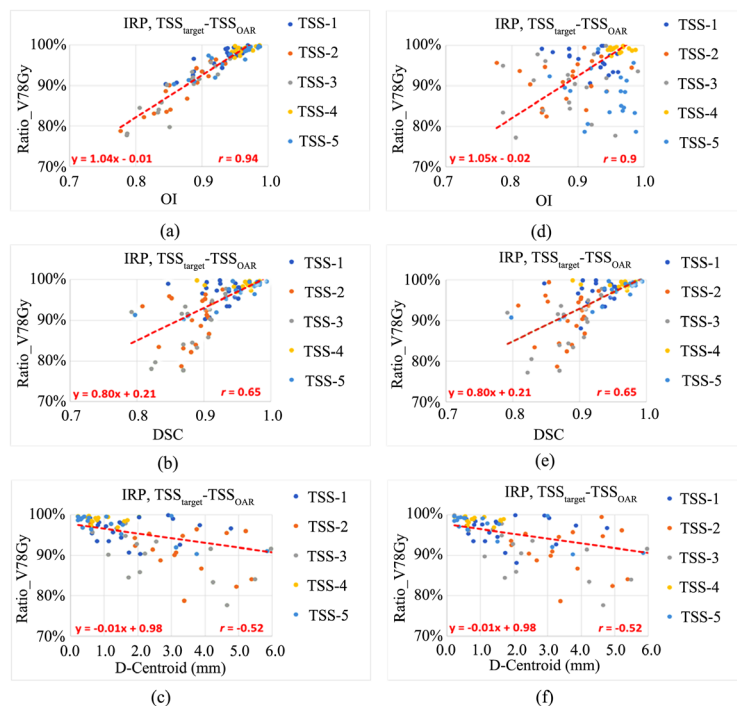 IRP, TSStarget-TSSOAR
Ratio_V78Gy
100%
90%
80%
70%
y = 1.04x - 0.01
r = 0.94
0.7 0.8 0.9 1.0
OI
TSS-1
TSS-2
TSS-3
TSS-4
TSS-5
(a)
IRP, TSStarget-TSSOAR
Ratio_V78Gy
100%
90%
80%
70%
y = 1.05x - 0.02
r = 0.9
0.7 0.8 0.9 1.0
OI
TSS-1
TSS-2
TSS-3
TSS-4
TSS-5
(d)
IRP, TSStarget-TSSOAR
Ratio_V78Gy
100%
90%
80%
70%
y = 0.80x + 0.21
r = 0.65
0.7 0.8 0.9 1.0
DSC
TSS-1
TSS-2
TSS-3
TSS-4
TSS-5
(b)
IRP, TSStarget-TSSOAR
Ratio_V78Gy
100%
90%
80%
70%
y = 0.80x + 0.21
r = 0.65
0.7 0.8 0.9 1.0
DSC
TSS-1
TSS-2
TSS-3
TSS-4
TSS-5
(e)
IRP, TSStarget-TSSOAR
Ratio_V78Gy
100%
90%
80%
70%
y = -0.01x + 0.98
r = -0.52
0.0 1.0 2.0 3.0 4.0 5.0 6.0
D-Centroid (mm)
TSS-1
TSS-2
TSS-3
TSS-4
TSS-5
(c)
IRP, TSStarget-TSSOAR
Ratio_V78Gy
100%
90%
80%
70%
y = -0.01x + 0.98
r = -0.52
0.0 1.0 2.0 3.0 4.0 5.0 6.0
D-Centroid (mm)
TSS-1
TSS-2
TSS-3
TSS-4
TSS-5
(f)